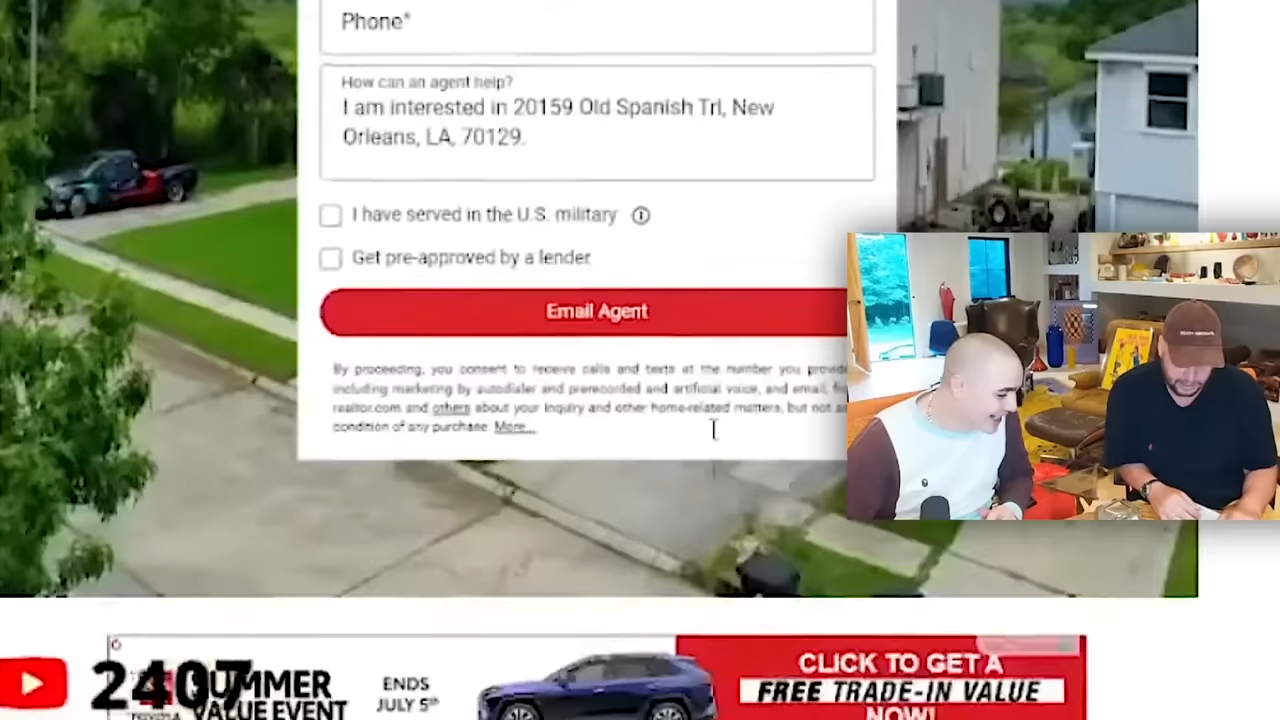 Phone*
How can an agent help?
I am interested in 20159 Old Spanish Trl, New
Orleans, LA, 70129.
I have served in the U.S. military
Get pre-approved by a lender
Email Agent
By proceeding, you consent to receive calls and texts at the number you
including marketing by autodialer and prerecorded and artificial voice, and email,
realtor.com and others about your inquiry and other home-related matters, but not
condition of any purchase. More...
2407
SUMMER
VALUE EVENT
ENDS
JULY 5th
CLICK TO GET A
FREE TRADE-IN VALUE
NOW!